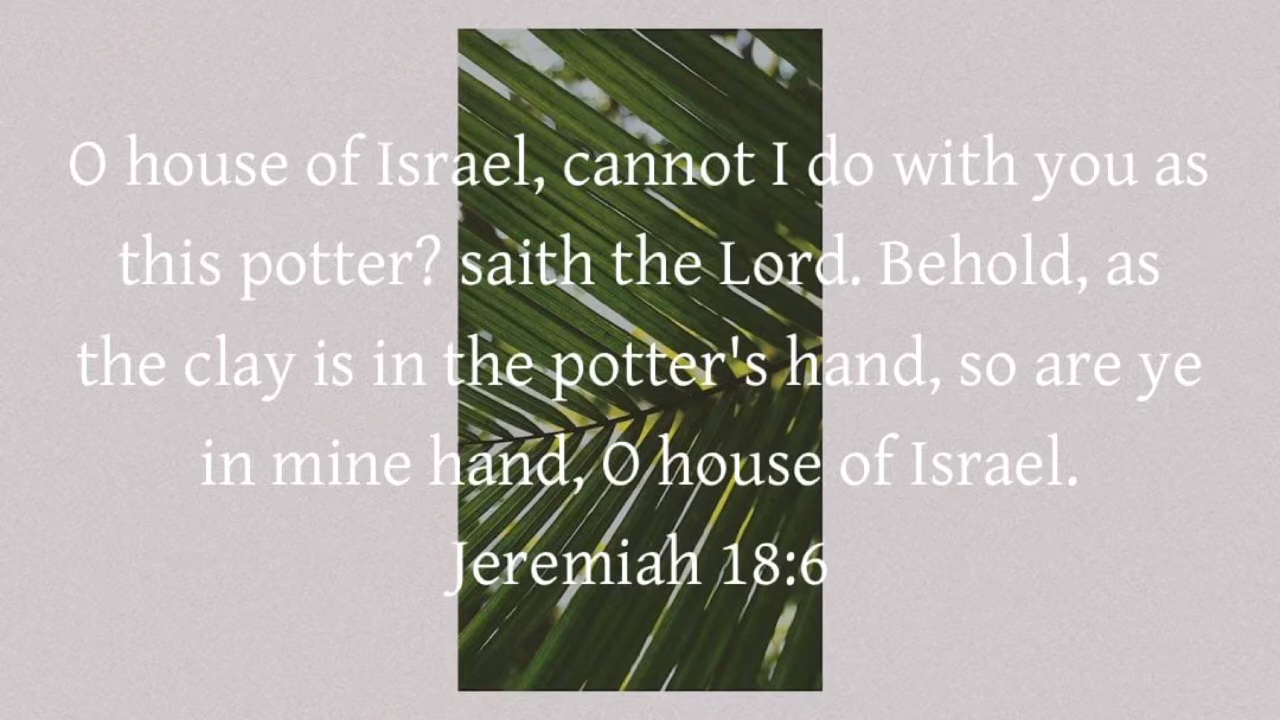 O house of Israel, cannot I do with you as
this potter? saith the Lord. Behold, as
the clay is in the potter's hand, so are ye
in mine hand, O house of Israel.
Jeremiah 18:6